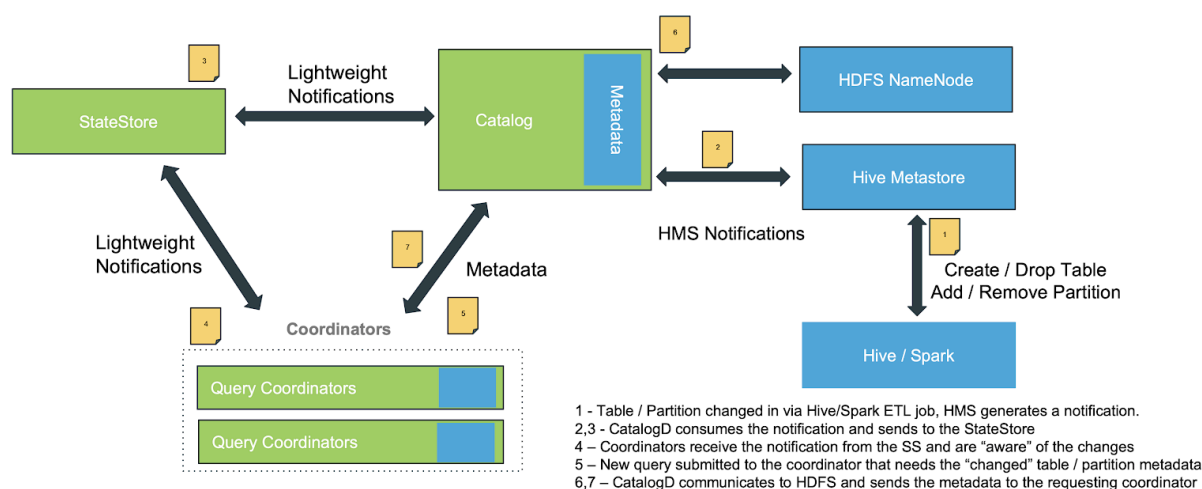 6
3
Lightweight
Notifications
HDFS NameNode
StateStore
Catalog
Metadata
2
Hive Metastore
HMS Notifications
1
Lightweight
Notifications
7
Metadata
Create / Drop Table
Add / Remove Partition
4
5
Coordinators
Hive / Spark
Query Coordinators
Query Coordinators
1 - Table / Partition changed in via Hive/Spark ETL job, HMS generates a notification.
2,3 - CatalogD consumes the notification and sends to the StateStore
4 – Coordinators receive the notification from the SS and are “aware” of the changes
5 – New query submitted to the coordinator that needs the “changed” table / partition metadata
6,7 – CatalogD communicates to HDFS and sends the metadata to the requesting coordinator